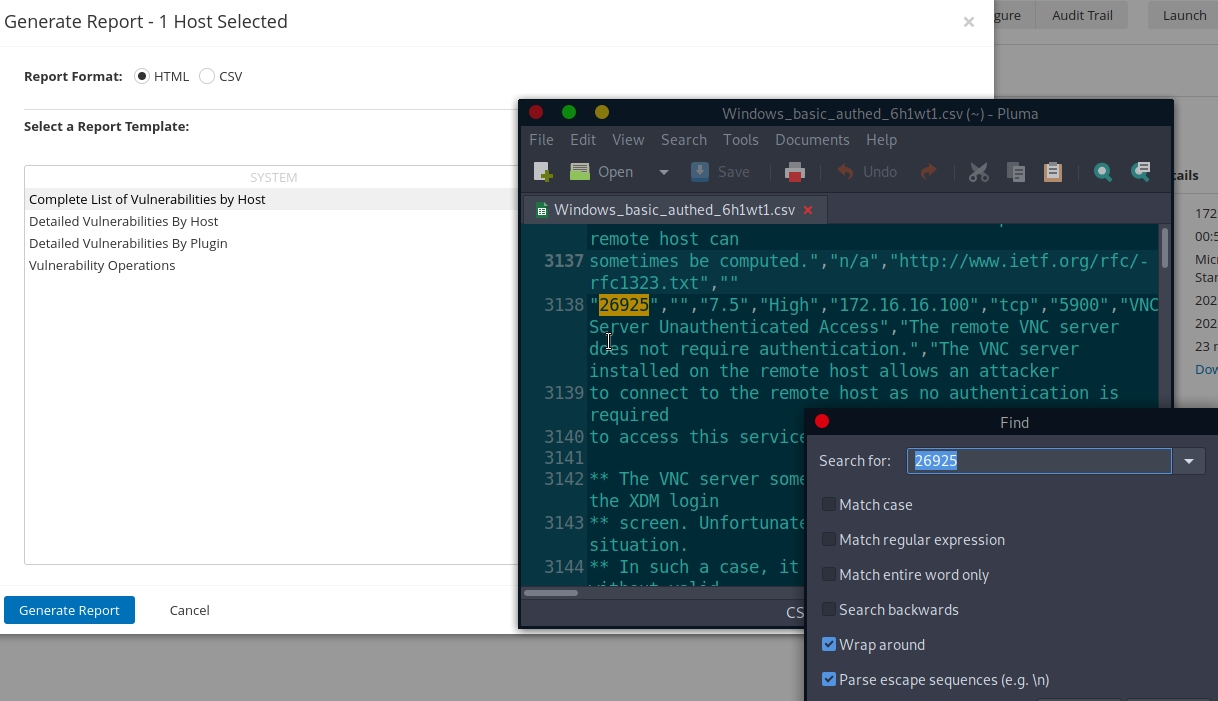 Generate Report - 1 Host Selected
×
gure
Audit Trail
Launch
Report Format:
HTML
CSV
Select a Report Template:
SYSTEM
Complete List of Vulnerabilities by Host
Detailed Vulnerabilities By Host
Detailed Vulnerabilities By Plugin
Vulnerability Operations
Generate Report
Cancel
Windows_basic_authed_6h1wt1.csv (~) - Pluma
File Edit View Search Tools Documents Help
Open
Save
Undo
Windows_basic_authed_6h1wt1.csv
remote host can
3137 sometimes be computed.","n/a","http://www.ietf.org/rfc/-
rfc1323.txt",""
3138 "26925","","7.5","High","172.16.16.100","tcp","5900","VNC
Server Unauthenticated Access","The remote VNC server
does not require authentication.","The VNC server
installed on the remote host allows an attacker
3139 to connect to the remote host as no authentication is
required
3140 to access this service
3141
3142 ** The VNC server some
the XDM login
3143 ** screen. Unfortunate
situation.
3144 ** In such a case, it
without valid
CS
ails
172
00:5
Mic
Star
202
202
23 m
Dow
Find
Search for:
26925
Match case
Match regular expression
Match entire word only
Search backwards
Wrap around
Parse escape sequences (e.g. \n)